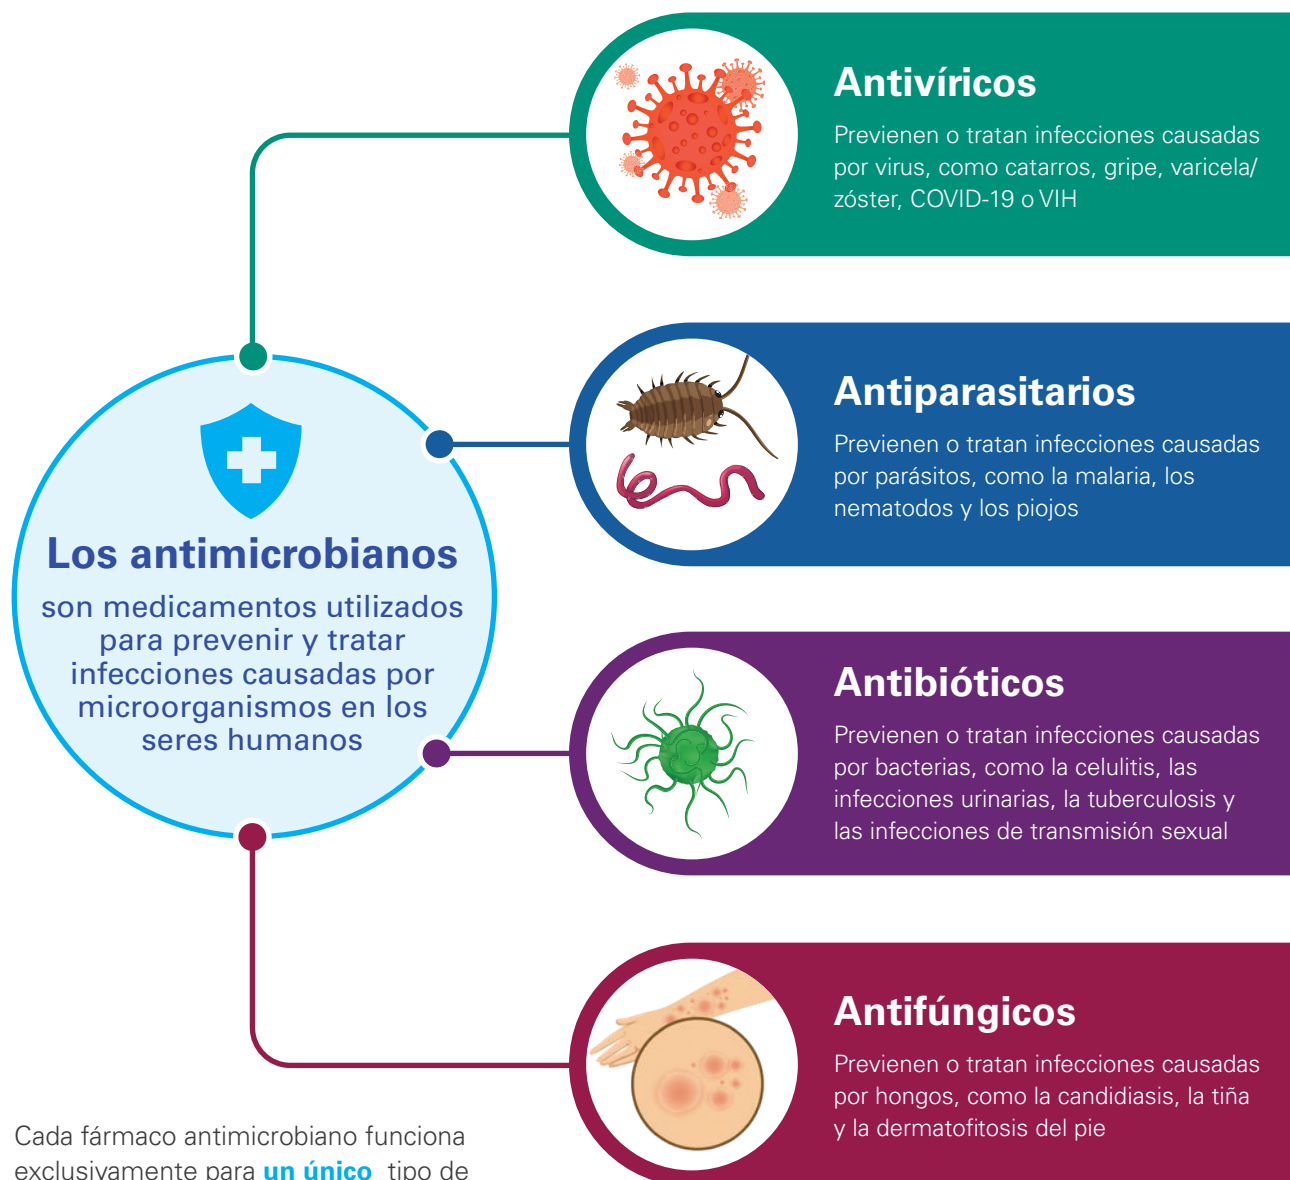 Antivíricos
Previenen o tratan infecciones causadas
por virus, como catarros, gripe, varicela/
zóster, COVID-19 o VIH
Antiparasitarios
Previenen o tratan infecciones causadas
por parásitos, como la malaria, los
nematodos y los piojos
Los antimicrobianos
son medicamentos utilizados
para prevenir y tratar
infecciones causadas por
microorganismos en los
seres humanos
Antibióticos
Previenen o tratan infecciones causadas
por bacterias, como la celulitis, las
infecciones urinarias, la tuberculosis y
las infecciones de transmisión sexual
Antifúngicos
Previenen o tratan infecciones causadas
por hongos, como la candidiasis, la tiña
y la dermatofitosis del pie
Cada fármaco antimicrobiano funciona
exclusivamente para un único tipo de